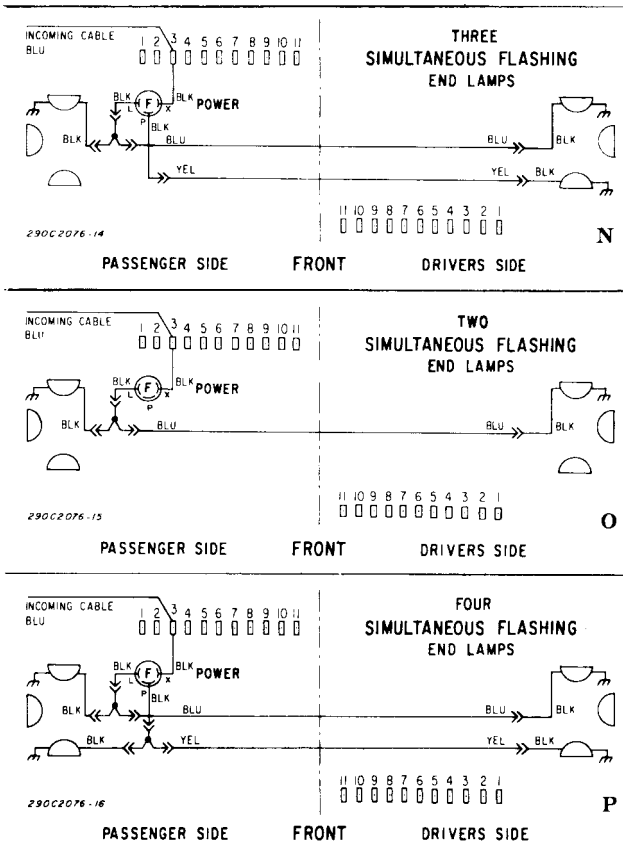 INCOMING CABLE
BLU
1 2 3 4 5 6 7 8 9 10 11
THREE
SIMULTANEOUS FLASHING
END LAMPS
BLK F BLK POWER
L P X
BLK
BLK BLU BLU BLK
YEL YEL BLK
11 10 9 8 7 6 5 4 3 2 1
290C2076-14
N
PASSENGER SIDE FRONT DRIVERS SIDE
INCOMING CABLE
BLU
1 2 3 4 5 6 7 8 9 10 11
TWO
SIMULTANEOUS FLASHING
END LAMPS
BLK F BLK POWER
L P X
BLK BLU BLU BLK
11 10 9 8 7 6 5 4 3 2 1
290C2076-15
O
PASSENGER SIDE FRONT DRIVERS SIDE
INCOMING CABLE
BLU
1 2 3 4 5 6 7 8 9 10 11
FOUR
SIMULTANEOUS FLASHING
END LAMPS
BLK F BLK POWER
L P X
BLK
BLK BLU BLU BLK
BLK YEL YEL BLK
11 10 9 8 7 6 5 4 3 2 1
290C2076-16
P
PASSENGER SIDE FRONT DRIVERS SIDE